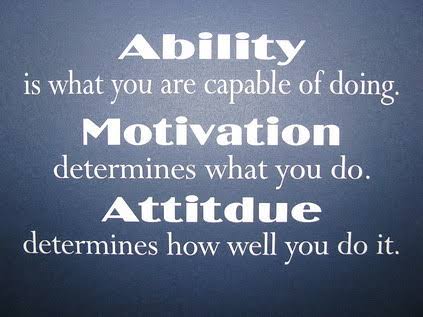 Ability
is what you are capable of doing.
Motivation
determines what you do.
Attitdue
determines how well you do it.